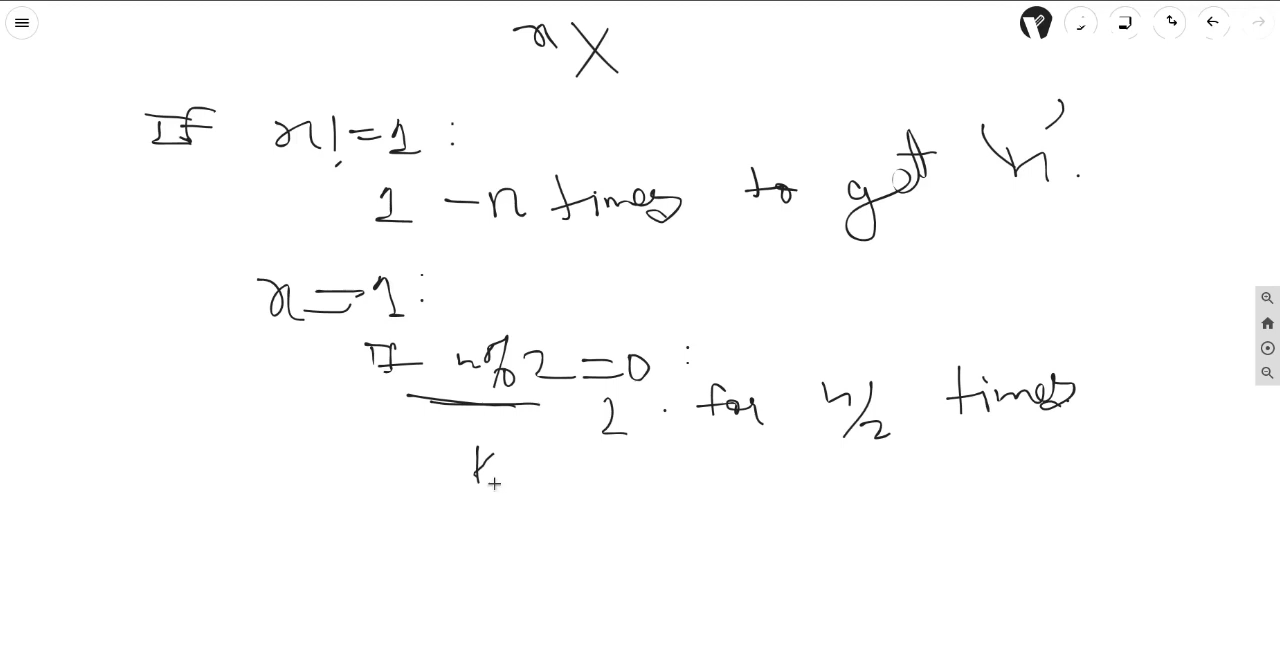 x X
If x != 1 :
1 - n times to get 'n'.
x = 1 :
If n % 2 = 0 :
2 . for n/2 times
k